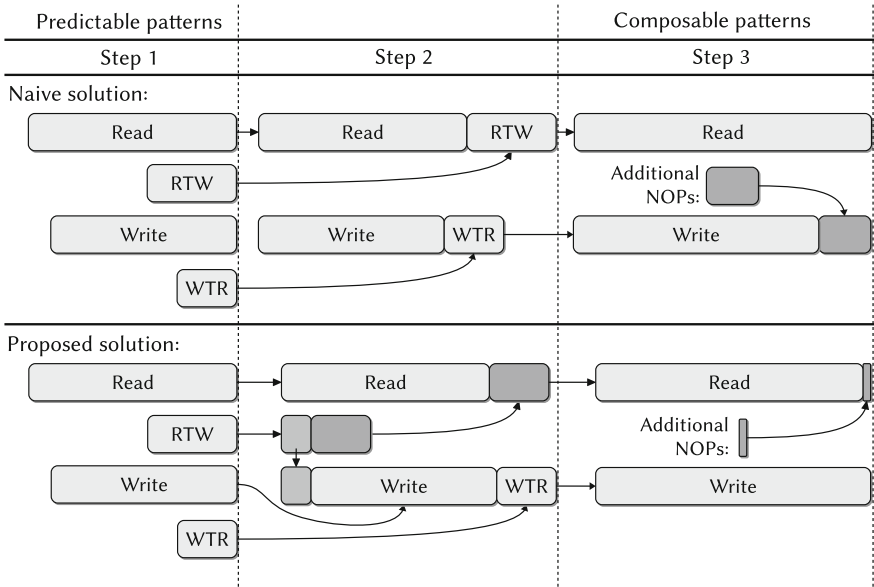 Predictable patterns Composable patterns
Step 1 Step 2 Step 3
Naive solution:
Read Read RTW Read
RTW Additional
NOPs:
Write Write WTR Write
WTR
Proposed solution:
Read Read Read
RTW Additional
NOPs:
Write Write WTR Write
WTR